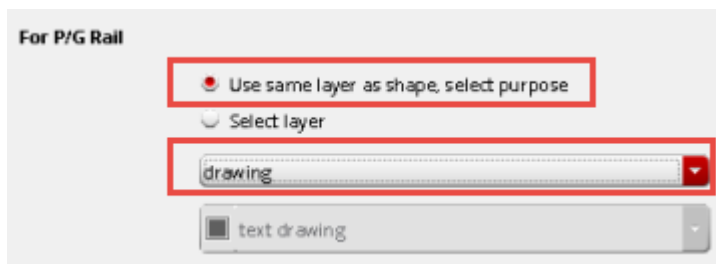 For P/G Rail
Use same layer as shape, select purpose
Select layer
drawing
text drawing